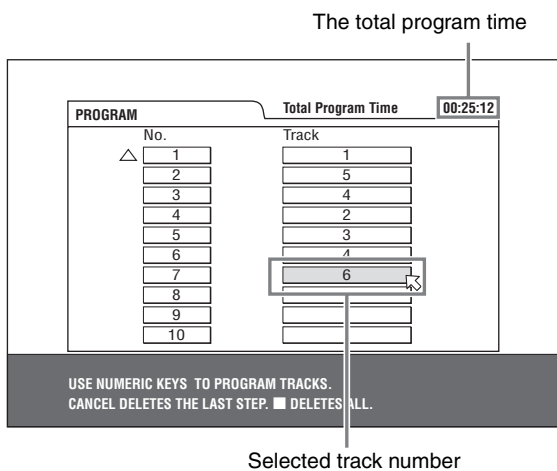 The total program time
PROGRAM Total Program Time 00:25:12
No. Track
1 1
2 5
3 4
4 2
5 3
6 4
7 6
8
9
10
USE NUMERIC KEYS TO PROGRAM TRACKS.
CANCEL DELETES THE LAST STEP. ■ DELETES ALL.
Selected track number